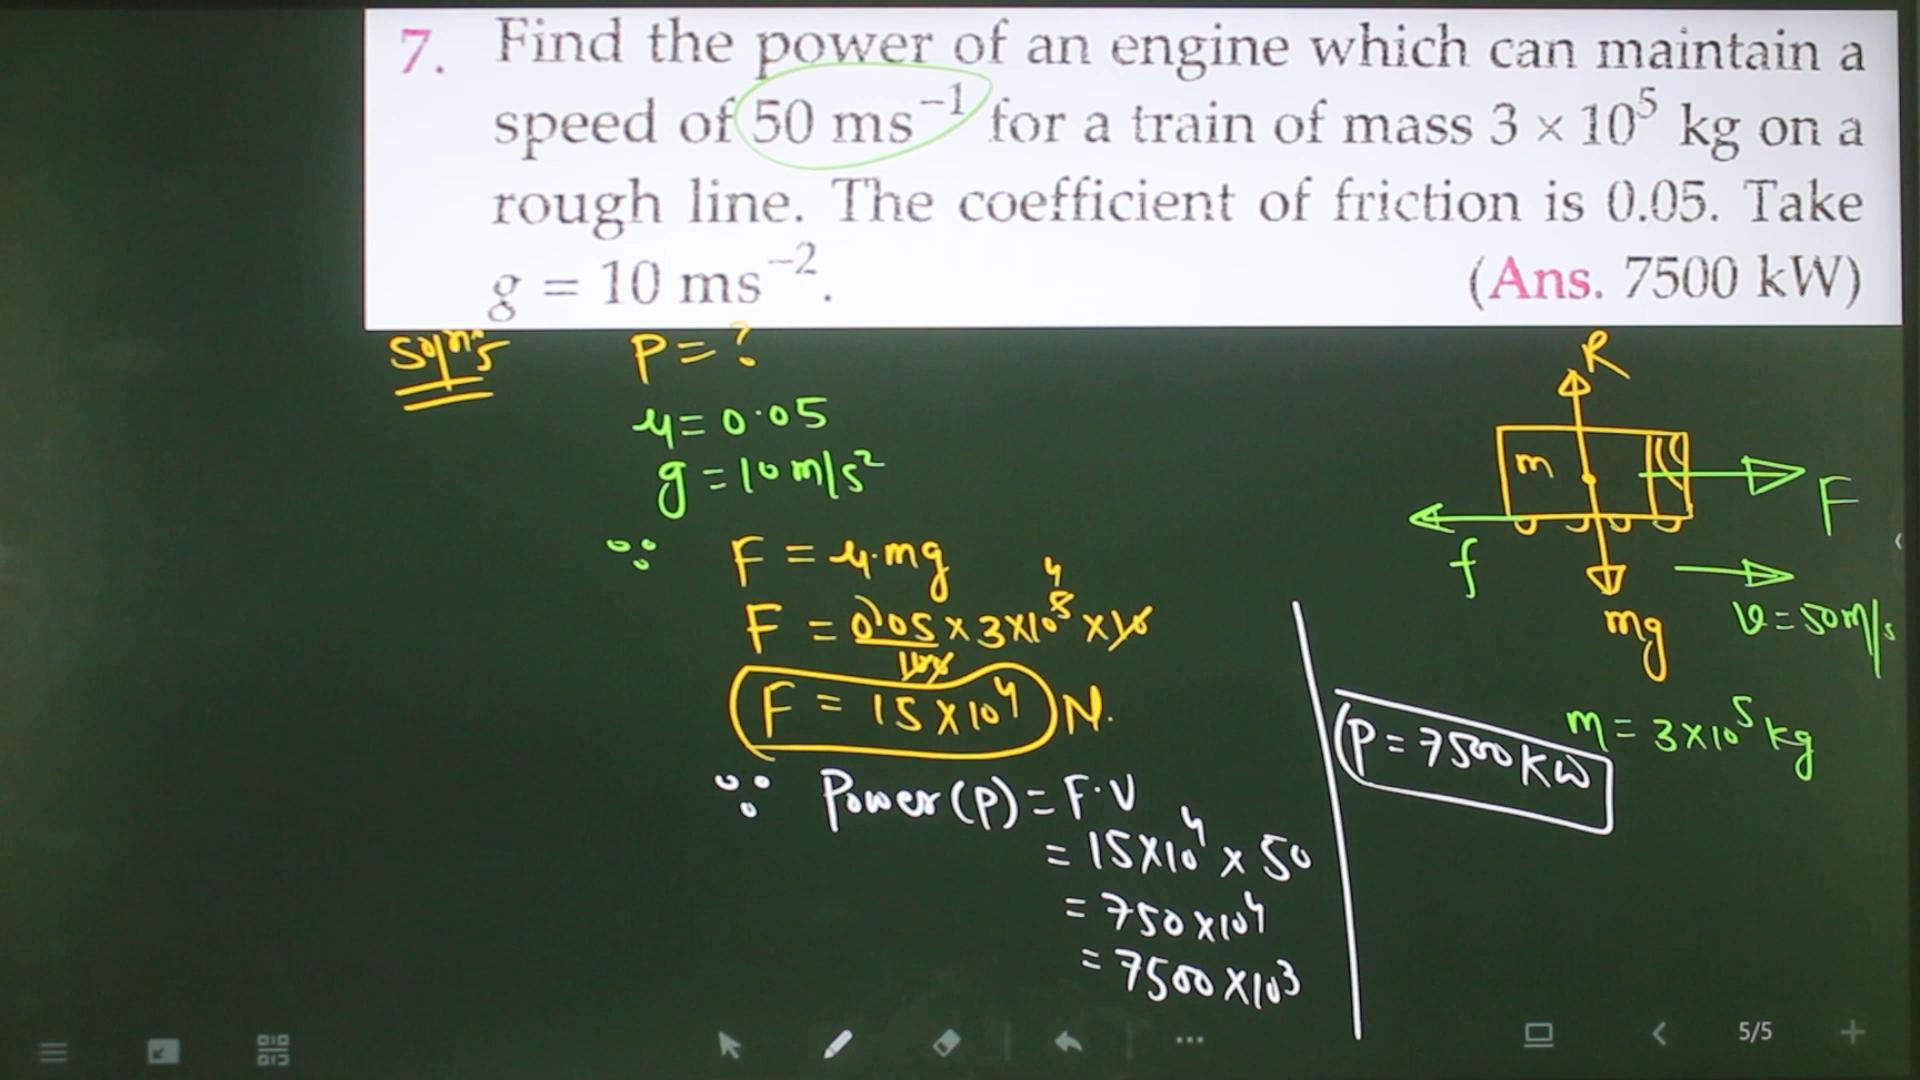 7. Find the power of an engine which can maintain a
speed of 50 ms⁻¹ for a train of mass 3 × 10⁵ kg on a
rough line. The coefficient of friction is 0.05. Take
g = 10 ms⁻². (Ans. 7500 kW)
P = ?
μ = 0.05
g = 10 m/s²
∵ F = μ.mg
F = 0.05 × 3×10⁵ × 10
100
4
F = 15×10⁴ N.
∵ Power (P) = F.V
= 15×10⁴ × 50
= 750×10⁴
= 7500×10³
P = 7500 KW
R
m
F
f
mg
v = 50m/s
m = 3×10⁵ kg
5/5